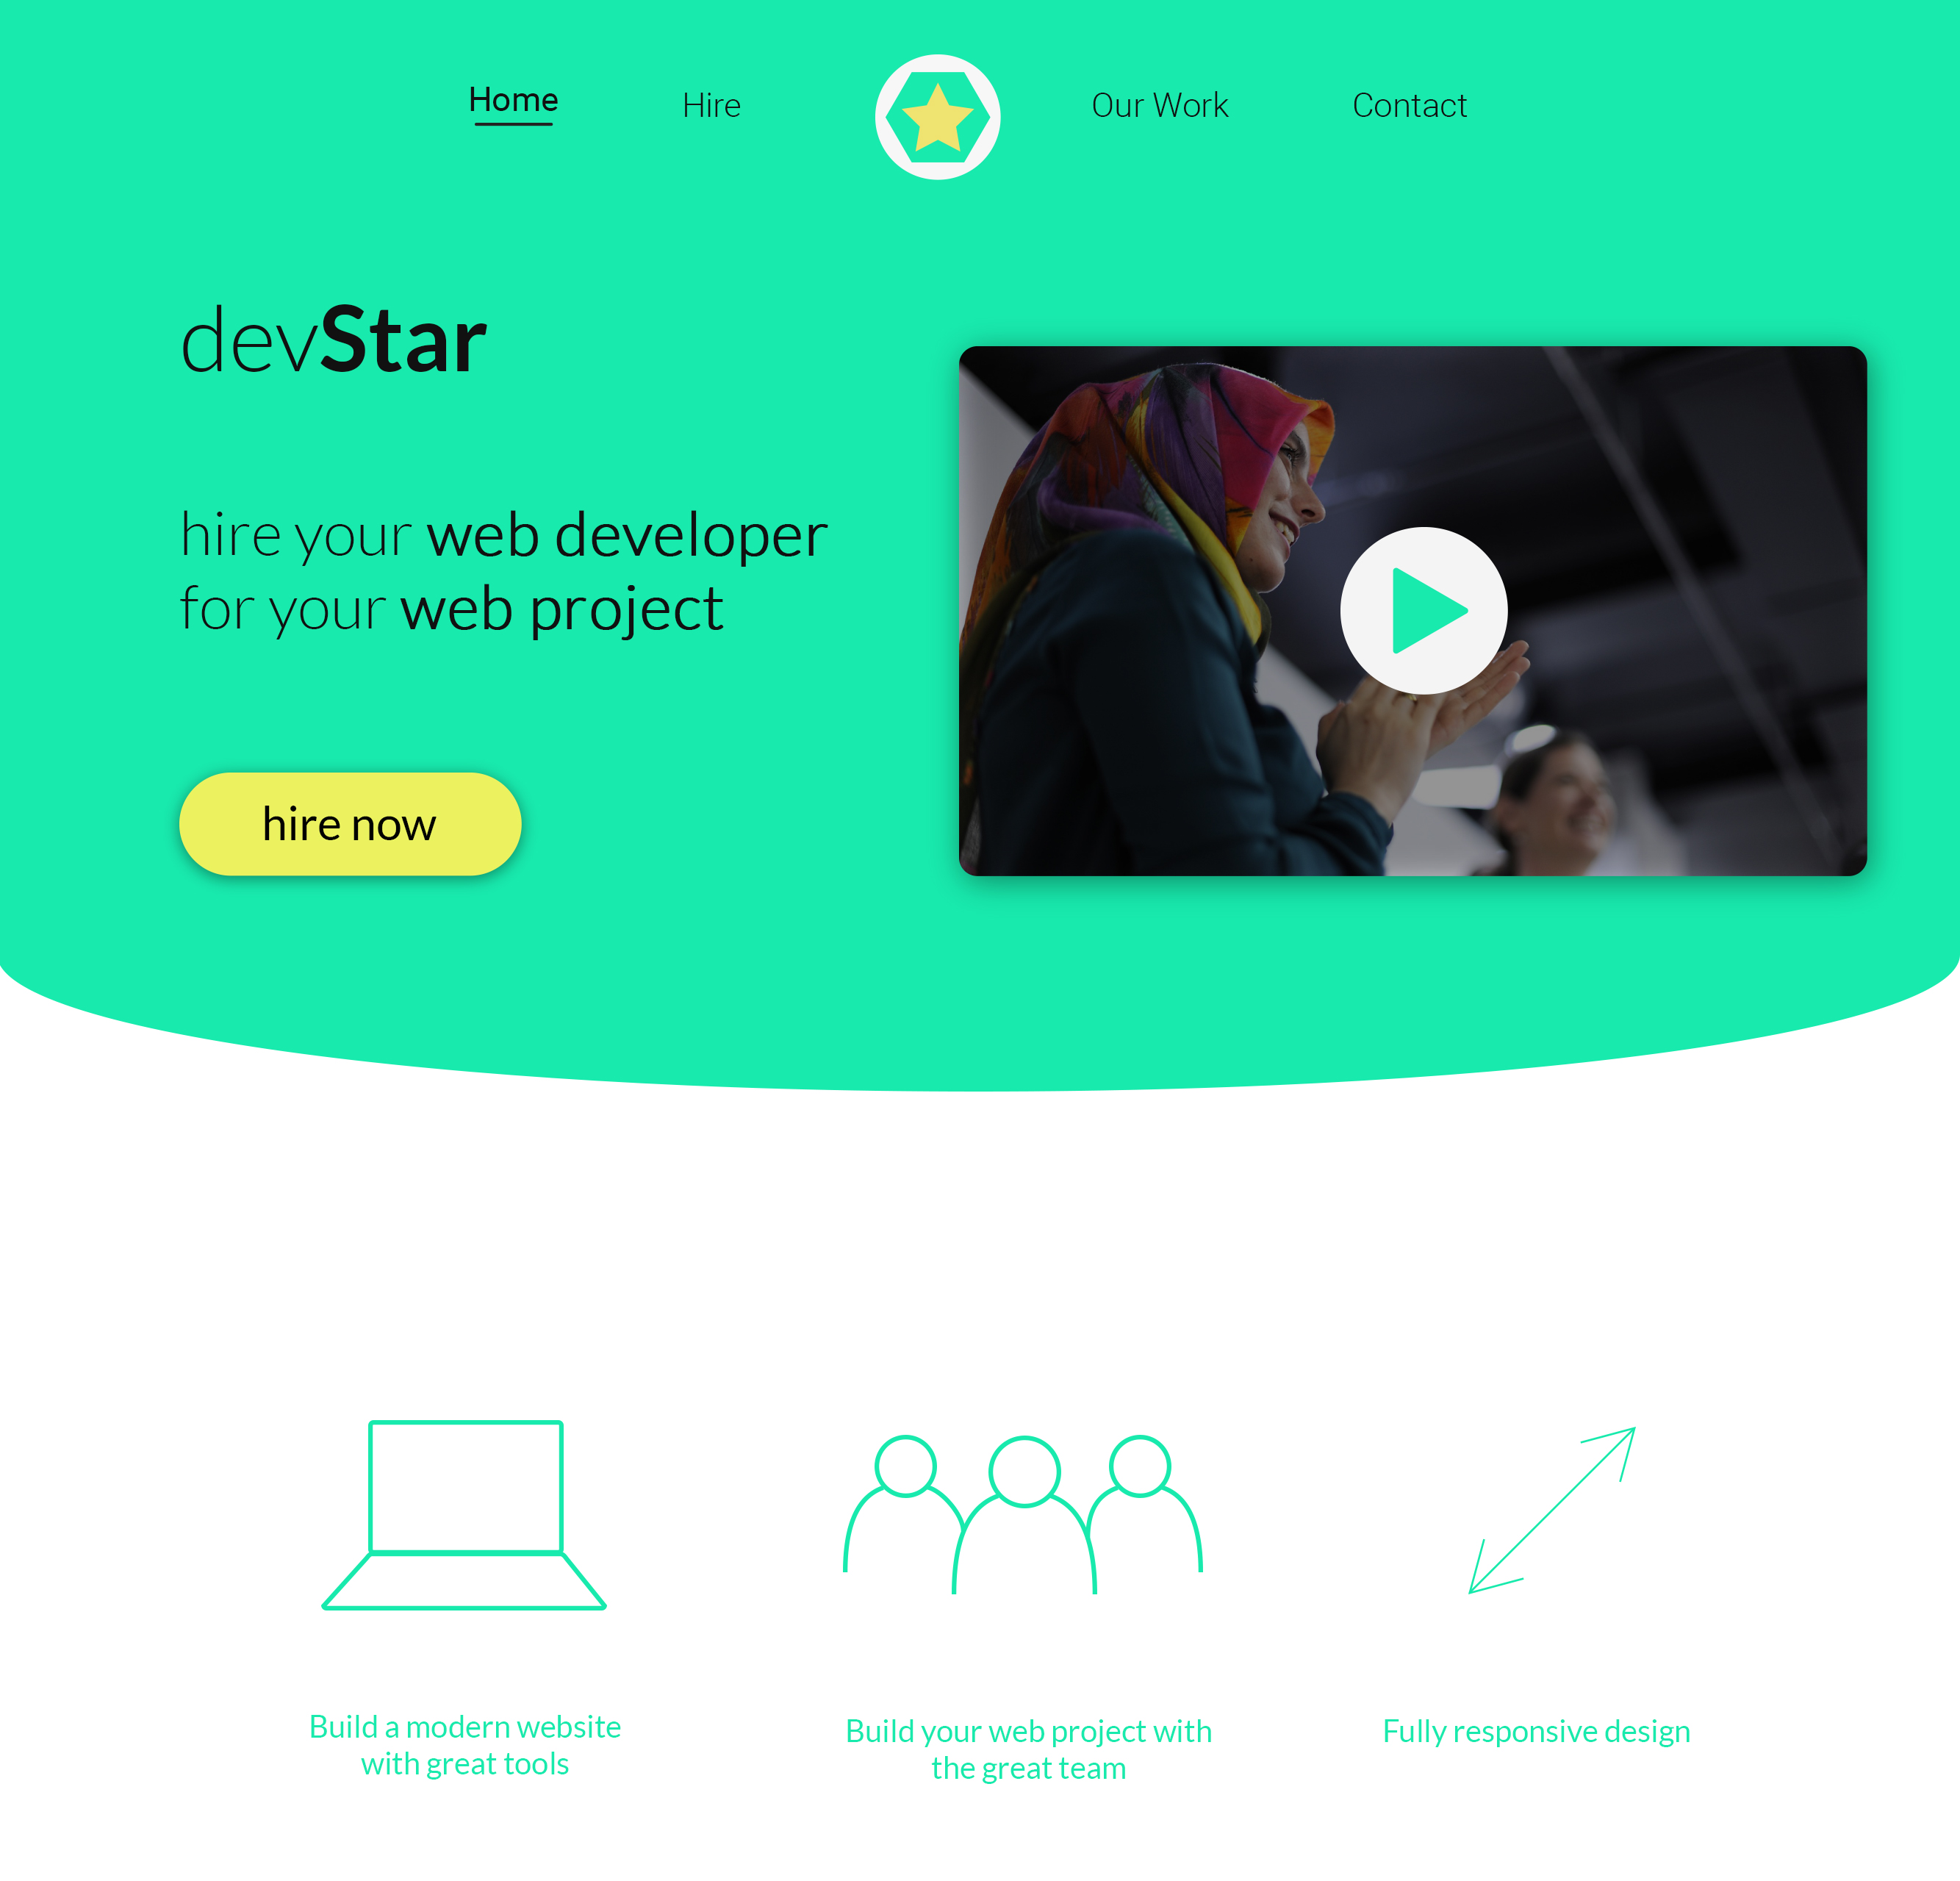 Home
Hire
Our Work
Contact
devStar
hire your web developer
for your web project
hire now
Build a modern website
with great tools
Build your web project with
the great team
Fully responsive design